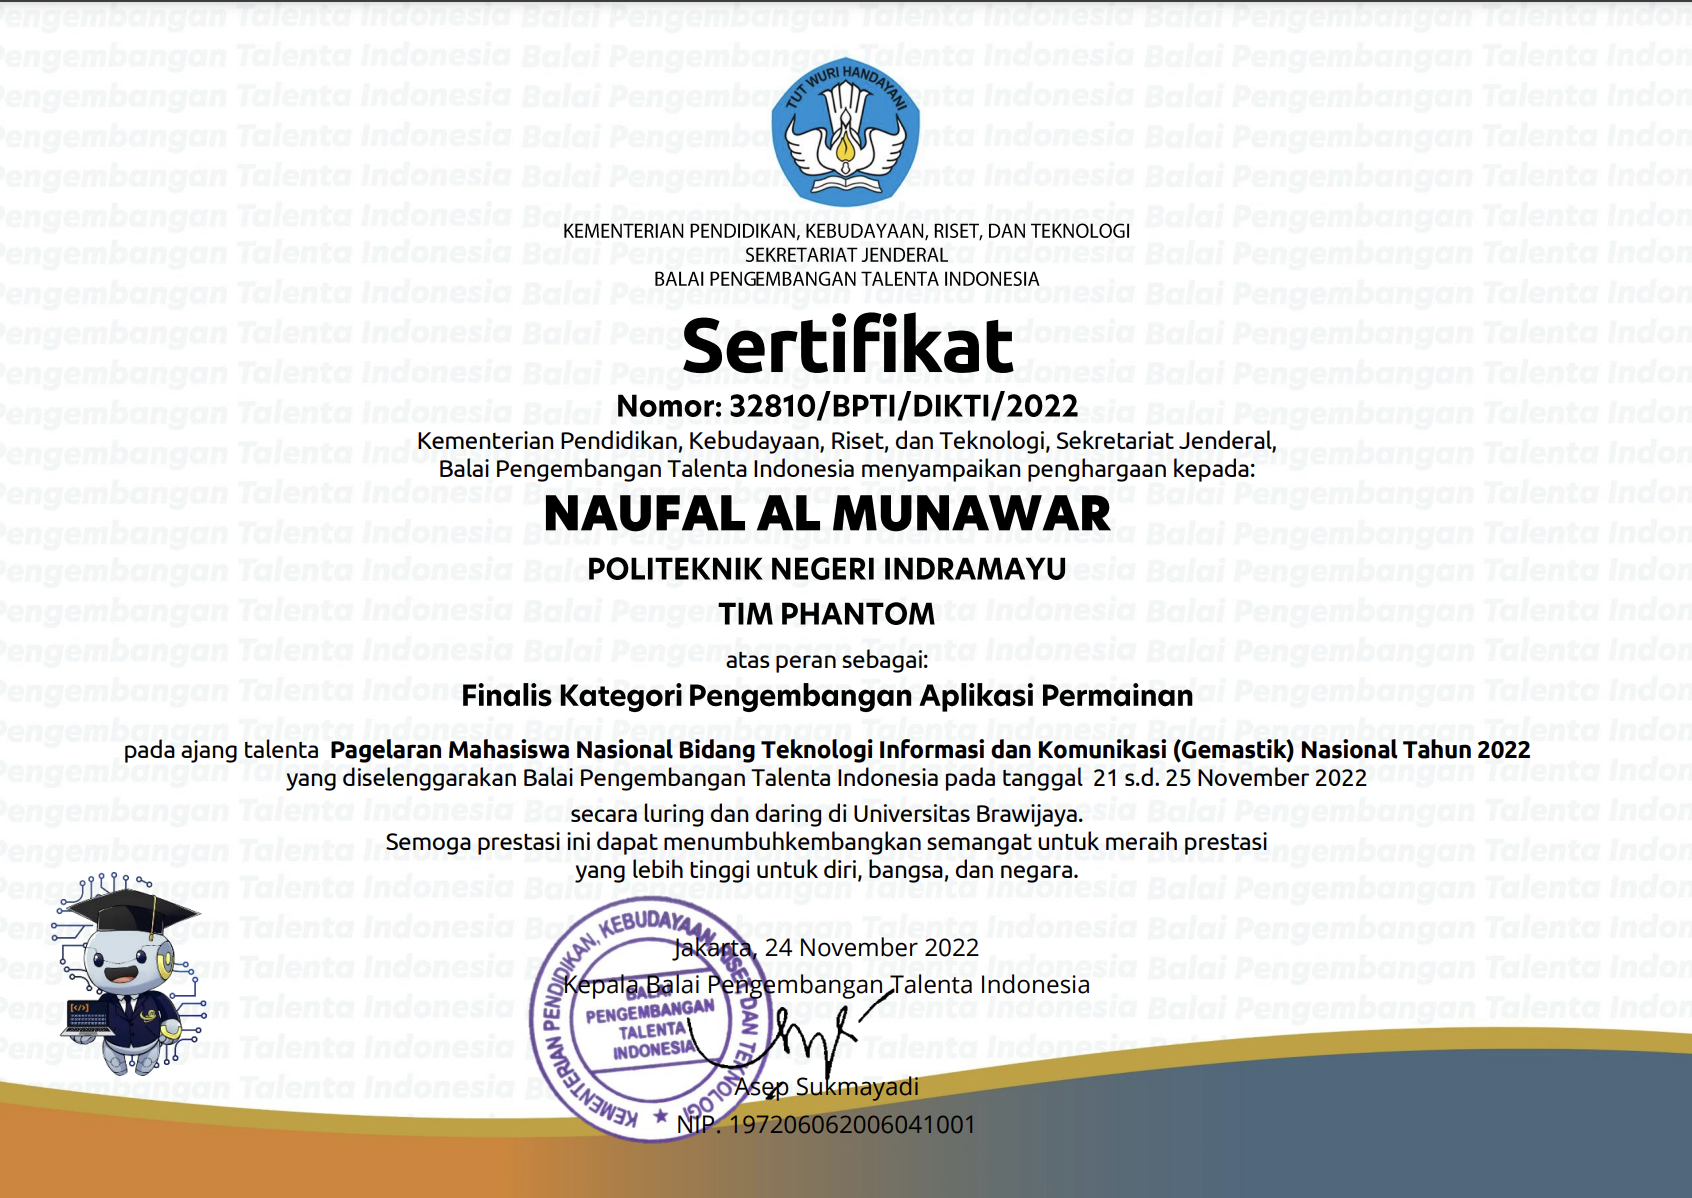 TUT WURI HANDAYANI
KEMENTERIAN PENDIDIKAN, KEBUDAYAAN, RISET, DAN TEKNOLOGI
SEKRETARIAT JENDERAL
BALAI PENGEMBANGAN TALENTA INDONESIA
Sertifikat
Nomor: 32810/BPTI/DIKTI/2022
Kementerian Pendidikan, Kebudayaan, Riset, dan Teknologi, Sekretariat Jenderal,
Balai Pengembangan Talenta Indonesia menyampaikan penghargaan kepada:
NAUFAL AL MUNAWAR
POLITEKNIK NEGERI INDRAMAYU
TIM PHANTOM
atas peran sebagai:
Finalis Kategori Pengembangan Aplikasi Permainan
pada ajang talenta Pagelaran Mahasiswa Nasional Bidang Teknologi Informasi dan Komunikasi (Gemastik) Nasional Tahun 2022
yang diselenggarakan Balai Pengembangan Talenta Indonesia pada tanggal 21 s.d. 25 November 2022
secara luring dan daring di Universitas Brawijaya.
Semoga prestasi ini dapat menumbuhkembangkan semangat untuk meraih prestasi
yang lebih tinggi untuk diri, bangsa, dan negara.
Jakarta, 24 November 2022
Kepala Balai Pengembangan Talenta Indonesia
KEMENTERIAN PENDIDIKAN, KEBUDAYAAN, RISET, DAN TEKNOLOGI
BALAI
PENGEMBANGAN
TALENTA
INDONESIA
Asep Sukmayadi
NIP. 197206062006041001